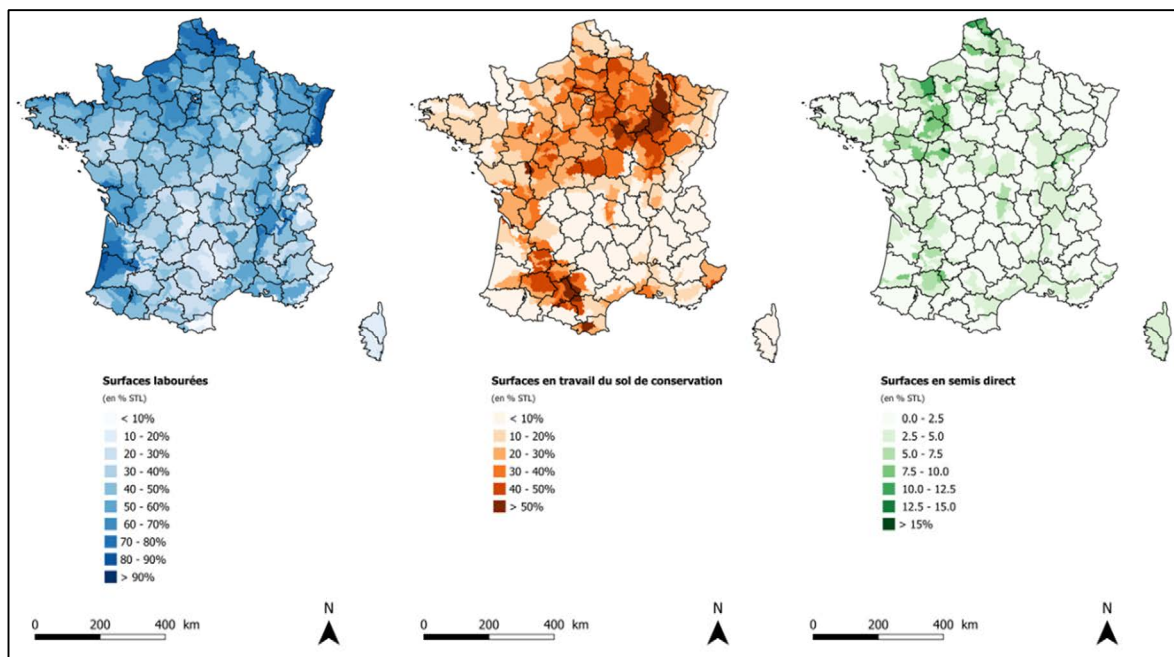 Surfaces labourées
(en % STL)
< 10%
10 - 20%
20 - 30%
30 - 40%
40 - 50%
50 - 60%
60 - 70%
70 - 80%
80 - 90%
> 90%
Surfaces en travail du sol de conservation
(en % STL)
< 10%
10 - 20%
20 - 30%
30 - 40%
40 - 50%
> 50%
Surfaces en semis direct
(en % STL)
0.0 - 2.5
2.5 - 5.0
5.0 - 7.5
7.5 - 10.0
10.0 - 12.5
12.5 - 15.0
> 15%
0 200 400 km
N
0 200 400 km
N
0 200 400 km
N